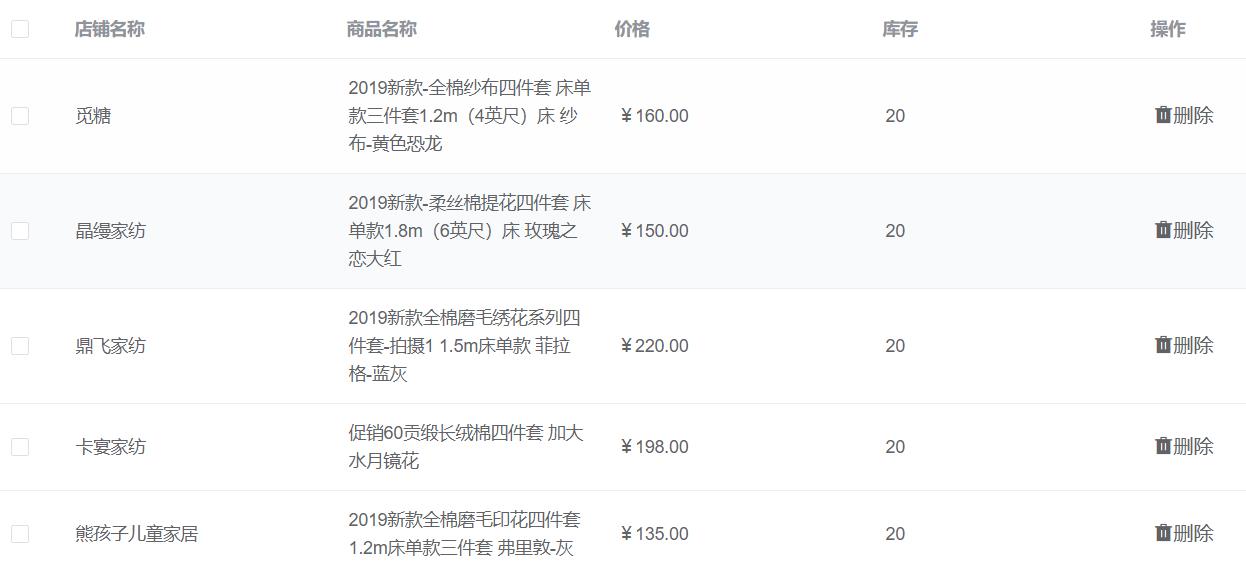 店铺名称 商品名称 价格 库存 操作
2019新款-全棉纱布四件套 床单
觅糖 款三件套1.2m（4英尺）床 纱 ¥160.00 20 删除
布-黄色恐龙
2019新款-柔丝棉提花四件套 床
晶缦家纺 单款1.8m（6英尺）床 玫瑰之 ¥150.00 20 删除
恋大红
2019新款全棉磨毛绣花系列四
鼎飞家纺 件套-拍摄1 1.5m床单款 菲拉 ¥220.00 20 删除
格-蓝灰
促销60贡缎长绒棉四件套 加大
卡宴家纺 ¥198.00 20 删除
水月镜花
2019新款全棉磨毛印花四件套
熊孩子儿童家居 ¥135.00 20 删除
1.2m床单款三件套 弗里敦-灰